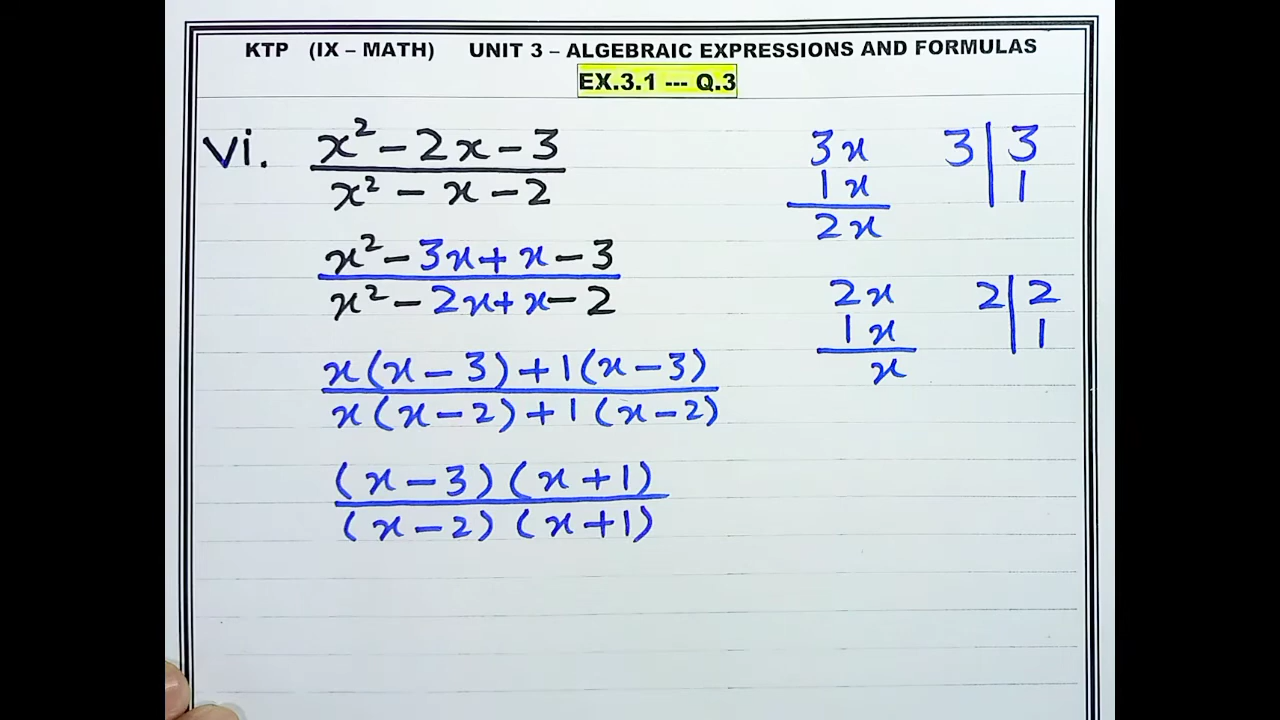 KTP (IX – MATH) UNIT 3 – ALGEBRAIC EXPRESSIONS AND FORMULAS
EX.3.1 --- Q.3
vi. x² – 2x – 3
x² – x – 2
x² – 3x + x – 3
x² – 2x + x – 2
x(x – 3) + 1(x – 3)
x(x – 2) + 1(x – 2)
(x – 3)(x + 1)
(x – 2)(x + 1)
3x
1x
2x
3 | 3
1
2x
1x
x
2 | 2
1